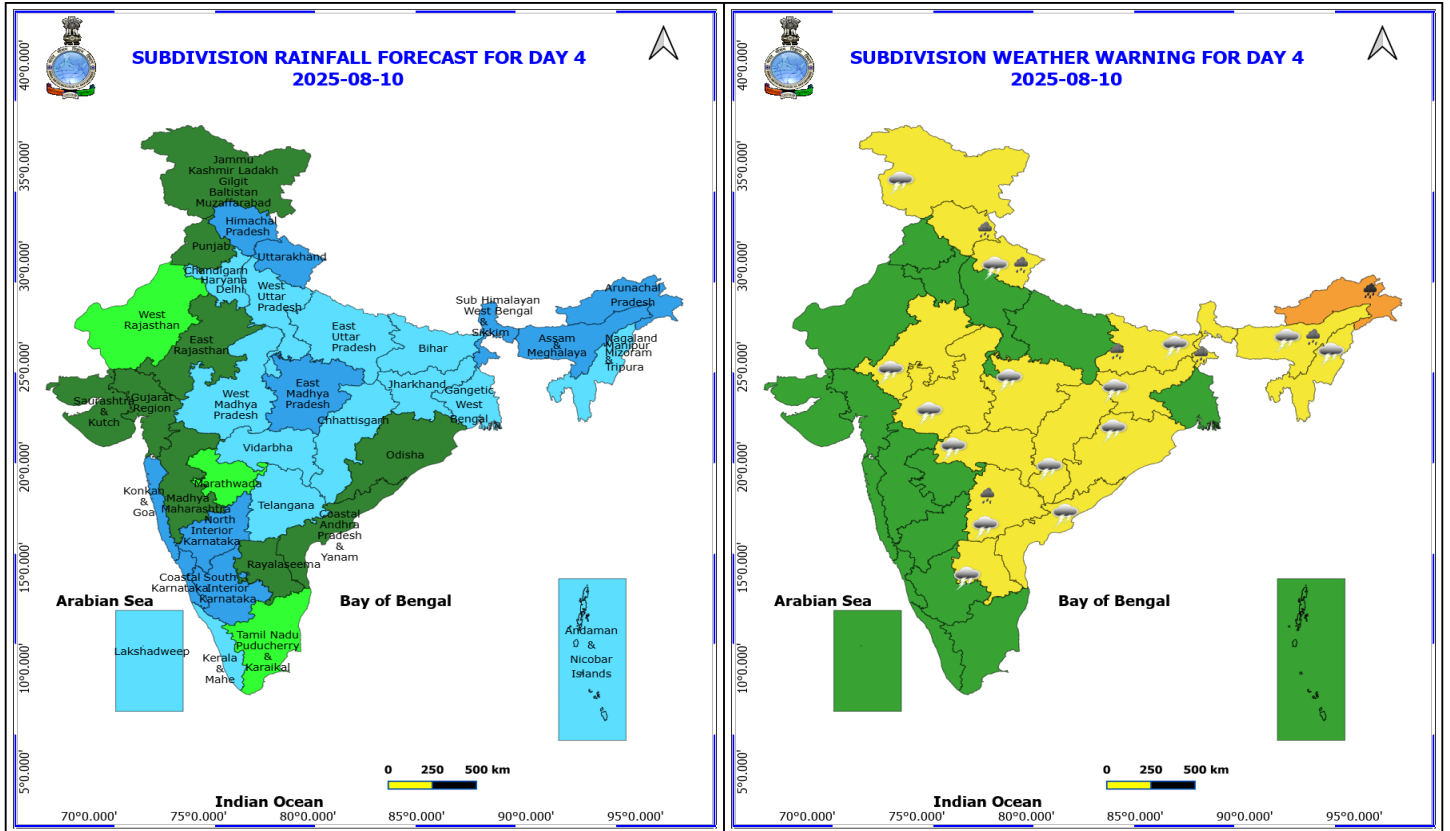 SUBDIVISION RAINFALL FORECAST FOR DAY 4
2025-08-10
40°0.000'
35°0.000'
30°0.000'
25°0.000'
20°0.000'
15°0.000'
10°0.000'
5°0.000'
Jammu
Kashmir Ladakh
Gilgit
Baltistan
Muzaffarabad
Himachal
Pradesh
Punjab
Uttarakhand
Chandigarh
Haryana
Delhi
West
Uttar
Pradesh
West
Rajasthan
East
Rajasthan
East
Uttar
Pradesh
Bihar
Sub Himalayan
West Bengal
&
Sikkim
Arunachal
Pradesh
Assam
&
Meghalaya
Nagaland
Manipur
Mizoram
&
Tripura
Saurashtra
&
Kutch
Gujarat
Region
West
Madhya
Pradesh
East
Madhya
Pradesh
Jharkhand
Gangetic
West
Bengal
Chhattisgarh
Vidarbha
Odisha
Marathwada
Konkan
&
Goa
Madhya
Maharashtra
Telangana
North
Interior
Karnataka
Coastal
Andhra
Pradesh
&
Yanam
Rayalaseema
Coastal
Karnataka
South
Interior
Karnataka
Arabian Sea
Bay of Bengal
Lakshadweep
Kerala
&
Mahe
Tamil Nadu
Puducherry
&
Karaikal
Andaman
&
Nicobar
Islands
0 250 500 km
Indian Ocean
70°0.000' 75°0.000' 80°0.000' 85°0.000' 90°0.000' 95°0.000'
SUBDIVISION WEATHER WARNING FOR DAY 4
2025-08-10
40°0.000'
35°0.000'
30°0.000'
25°0.000'
20°0.000'
15°0.000'
10°0.000'
5°0.000'
Arabian Sea
Bay of Bengal
0 250 500 km
Indian Ocean
70°0.000' 75°0.000' 80°0.000' 85°0.000' 90°0.000' 95°0.000'